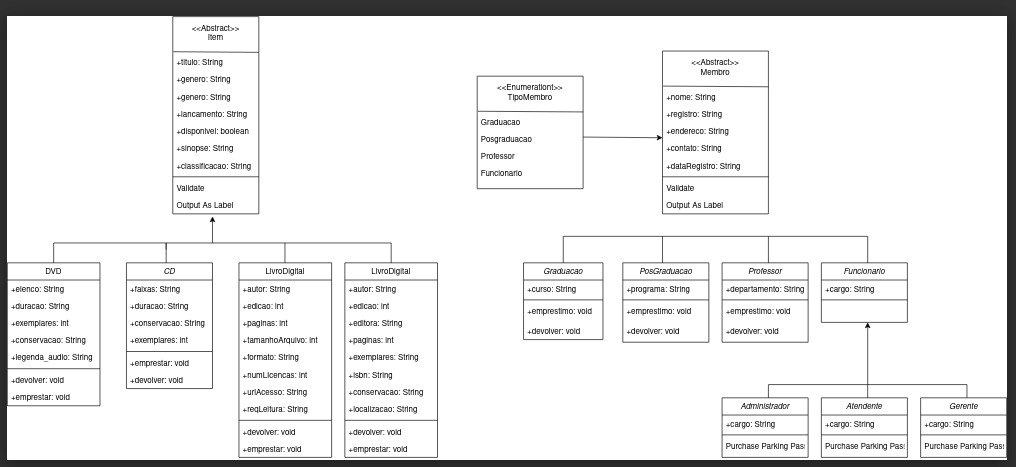 <<Abstract>>
Item
+titulo: String
+genero: String
+genero: String
+lancamento: String
+disponivel: boolean
+sinopse: String
+classificacao: String
Validate
Output As Label
<<Enumerationt>>
TipoMembro
Graduacao
Posgraduacao
Professor
Funcionario
<<Abstract>>
Membro
+nome: String
+registro: String
+endereco: String
+contato: String
+dataRegistro: String
Validate
Output As Label
DVD
+elenco: String
+duracao: String
+exemplares: int
+conservacao: String
+legenda_audio: String
+devolver: void
+emprestar: void
CD
+faixas: String
+duracao: String
+conservacao: String
+exemplares: int
+emprestar: void
+devolver: void
LivroDigital
+autor: String
+edicao: int
+paginas: int
+tamanhoArquivo: int
+formato: String
+numLicencas: int
+urlAcesso: String
+reqLeitura: String
+devolver: void
+emprestar: void
LivroDigital
+autor: String
+edicao: int
+editora: String
+paginas: int
+exemplares: String
+isbn: String
+conservacao: String
+localizacao: String
+devolver: void
+emprestar: void
Graduacao
+curso: String
+emprestimo: void
+devolver: void
PosGraduacao
+programa: String
+emprestimo: void
+devolver: void
Professor
+departamento: String
+emprestimo: void
+devolver: void
Funcionario
+cargo: String
Administrador
+cargo: String
Purchase Parking Pass
Atendente
+cargo: String
Purchase Parking Pass
Gerente
+cargo: String
Purchase Parking Pass